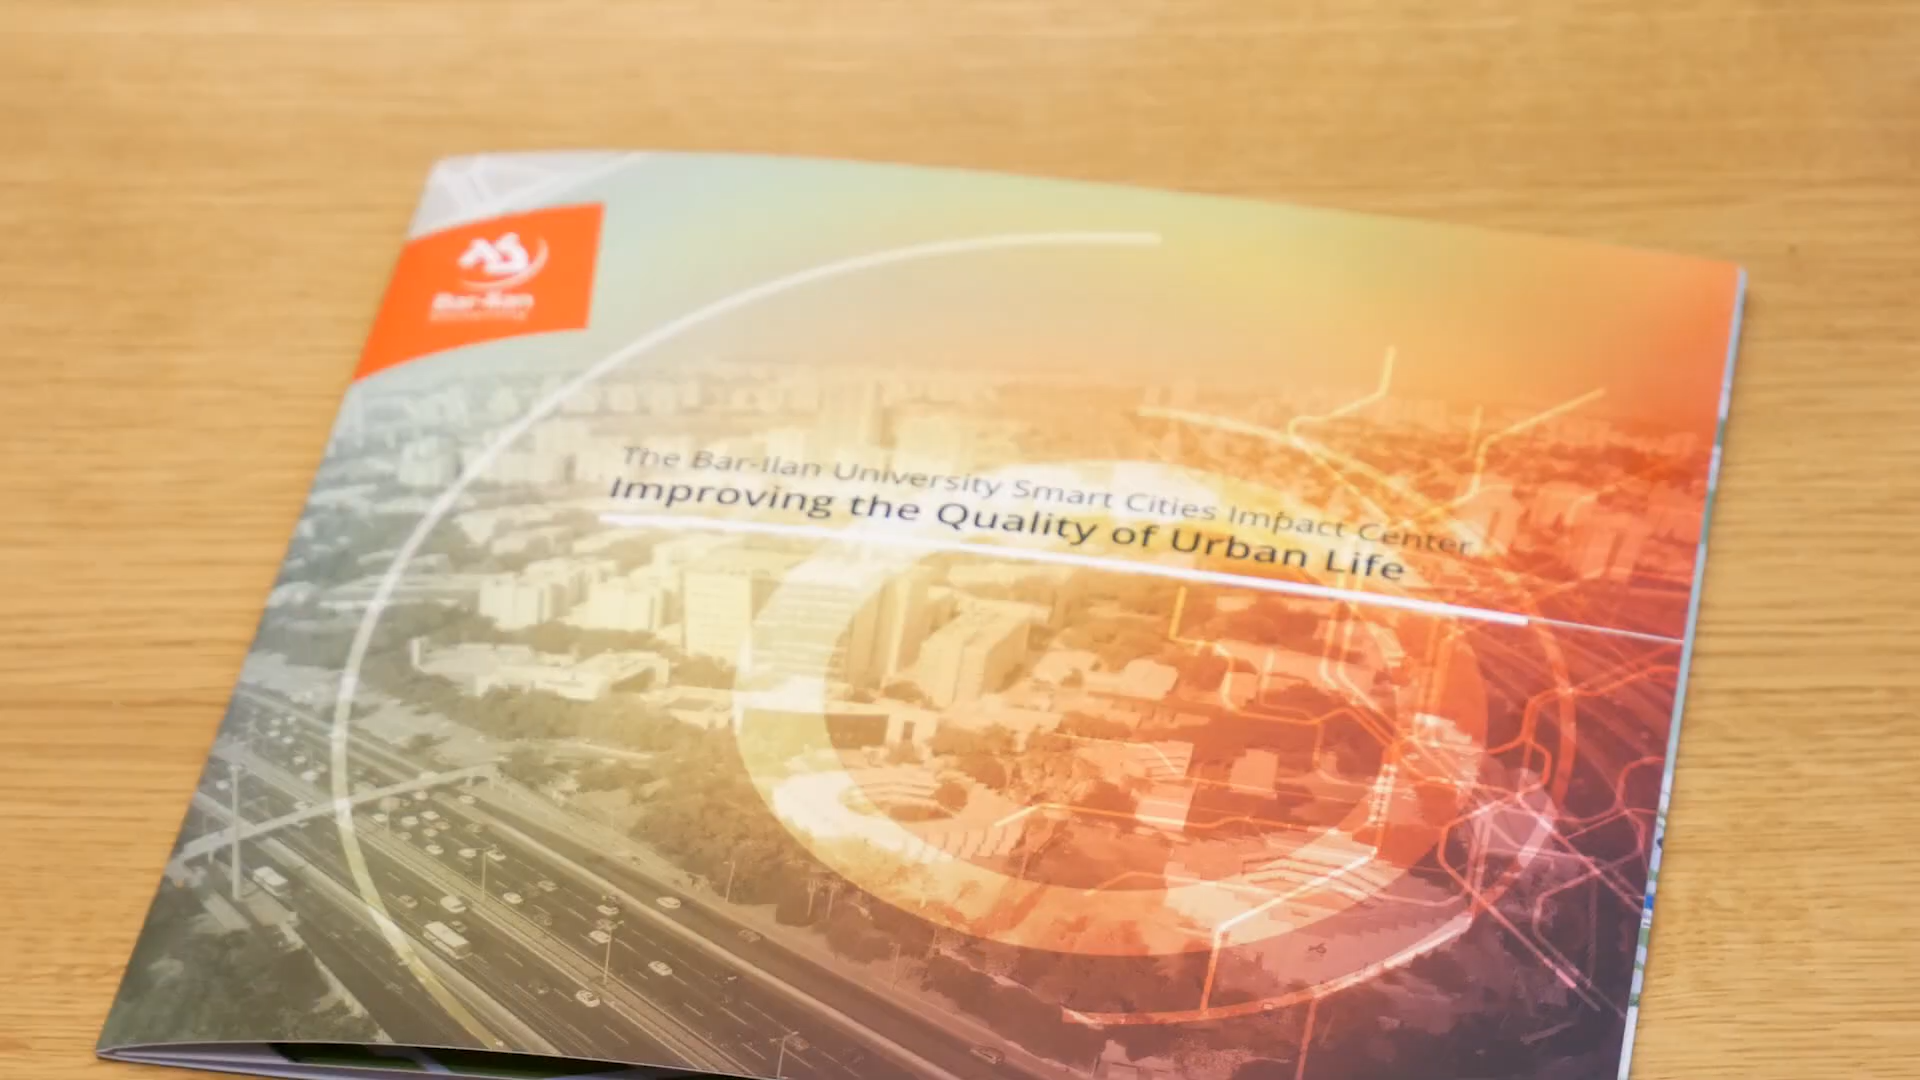 Bar-Ilan
The Bar-Ilan University Smart Cities Impact Center
Improving the Quality of Urban Life